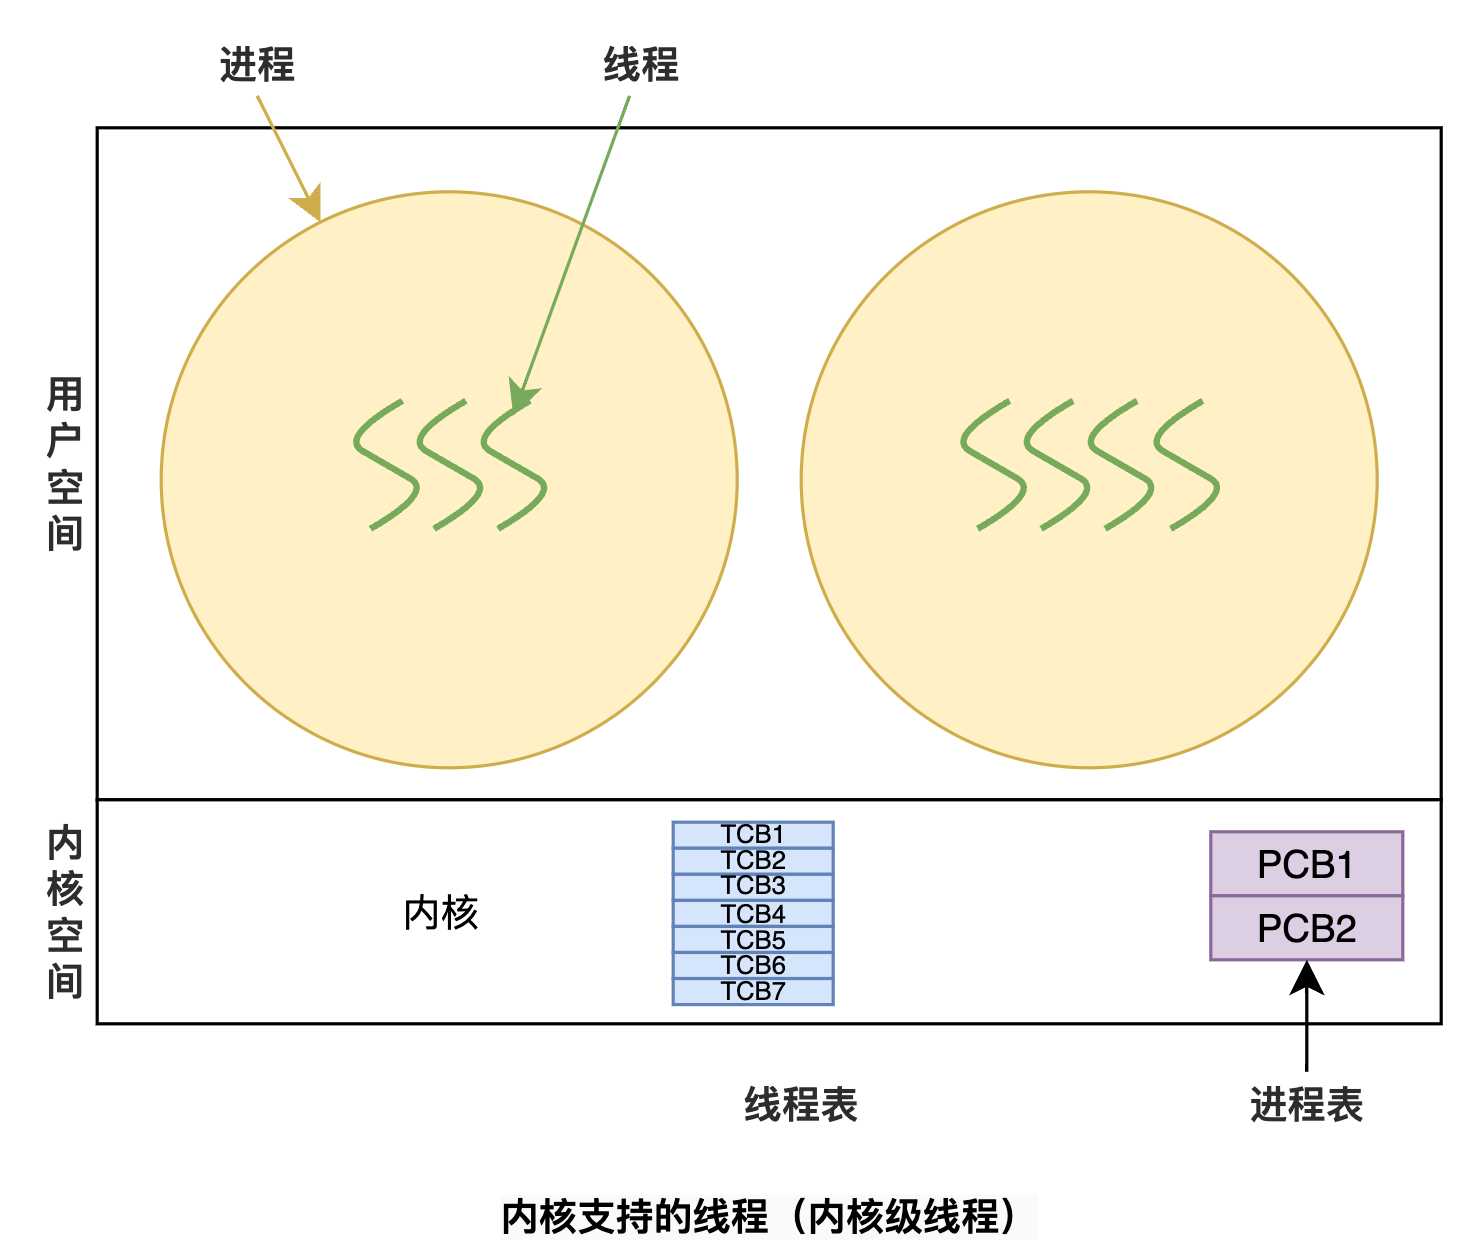 进程
线程
用户空间
内核空间
内核
TCB1
TCB2
TCB3
TCB4
TCB5
TCB6
TCB7
PCB1
PCB2
线程表
进程表
内核支持的线程（内核级线程）